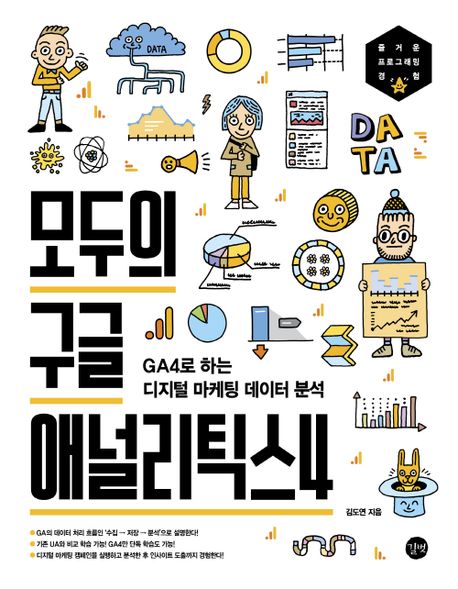 DATA
즐거운
프로그래밍
경험
DA
TA
모두의
구글
애널리틱스4
GA4로 하는
디지털 마케팅 데이터 분석
김도연 지음
GA의 데이터 처리 흐름인 '수집 → 저장 → 분석'으로 설명한다!
기존 UA와 비교 학습 가능! GA4만 단독 학습도 가능!
디지털 마케팅 캠페인을 실행하고 분석한 후 인사이트 도출까지 경험한다!
길벗